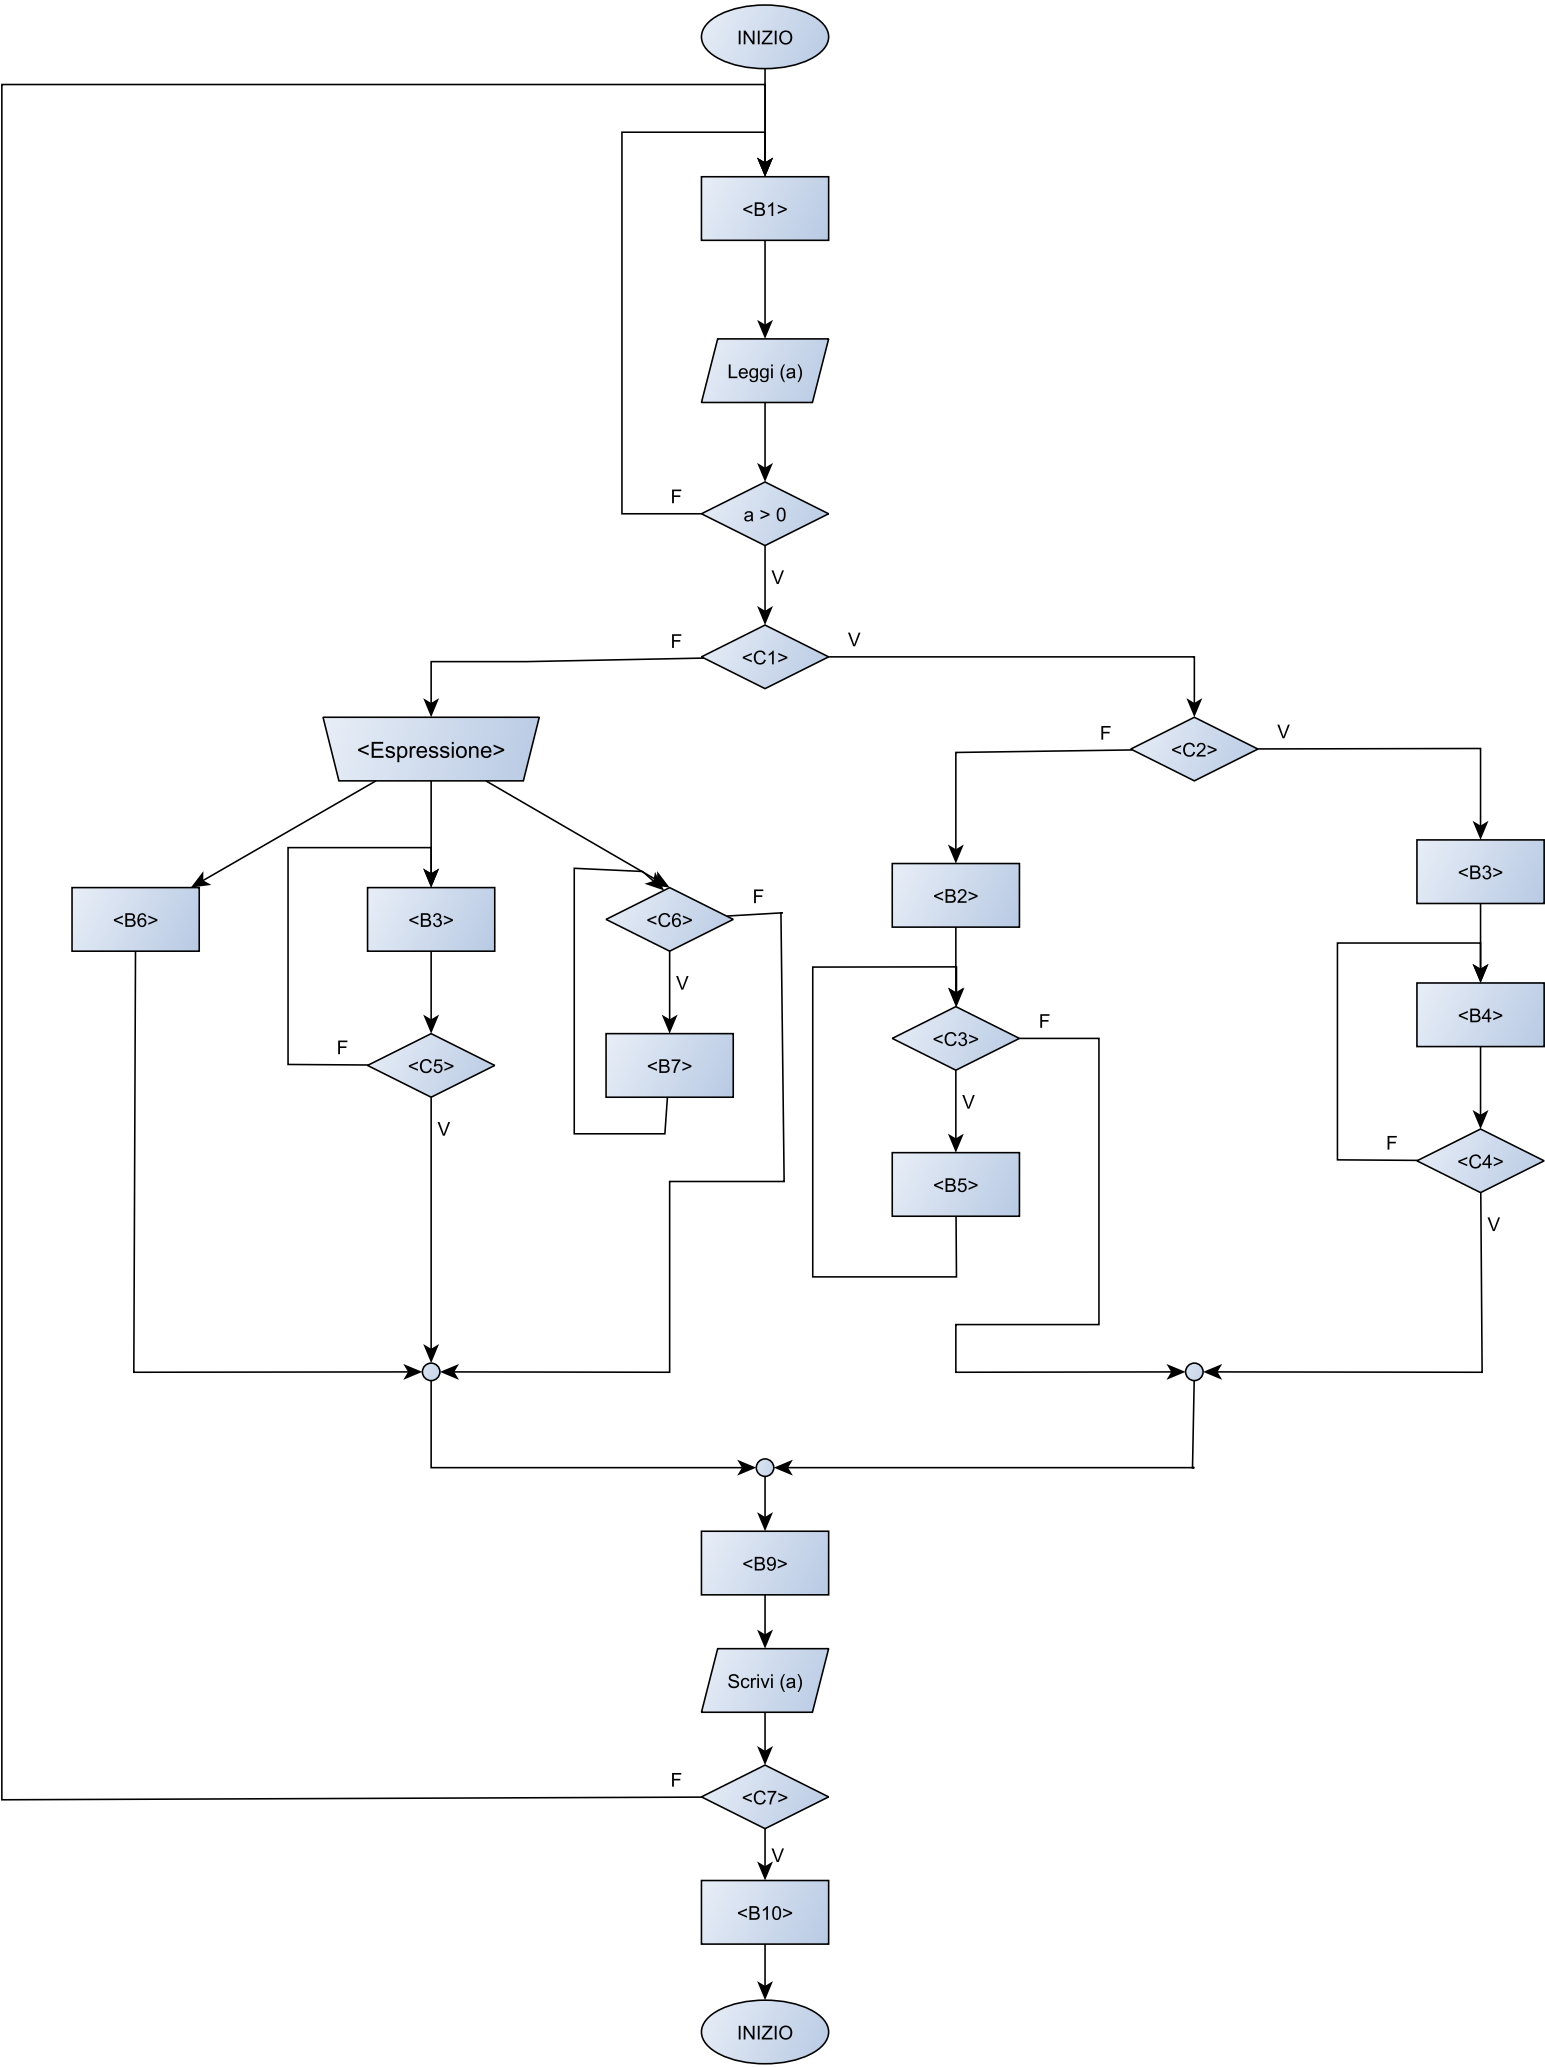 INIZIO
<B1>
Leggi (a)
F
a > 0
V
F
<C1>
V
<Espressione>
F
<C2>
V
<B6>
<B3>
<C6>
F
<B2>
<B3>
V
F
<C5>
V
<B7>
<C3>
F
V
<B5>
<B4>
F
<C4>
V
<B9>
Scrivi (a)
F
<C7>
V
<B10>
INIZIO